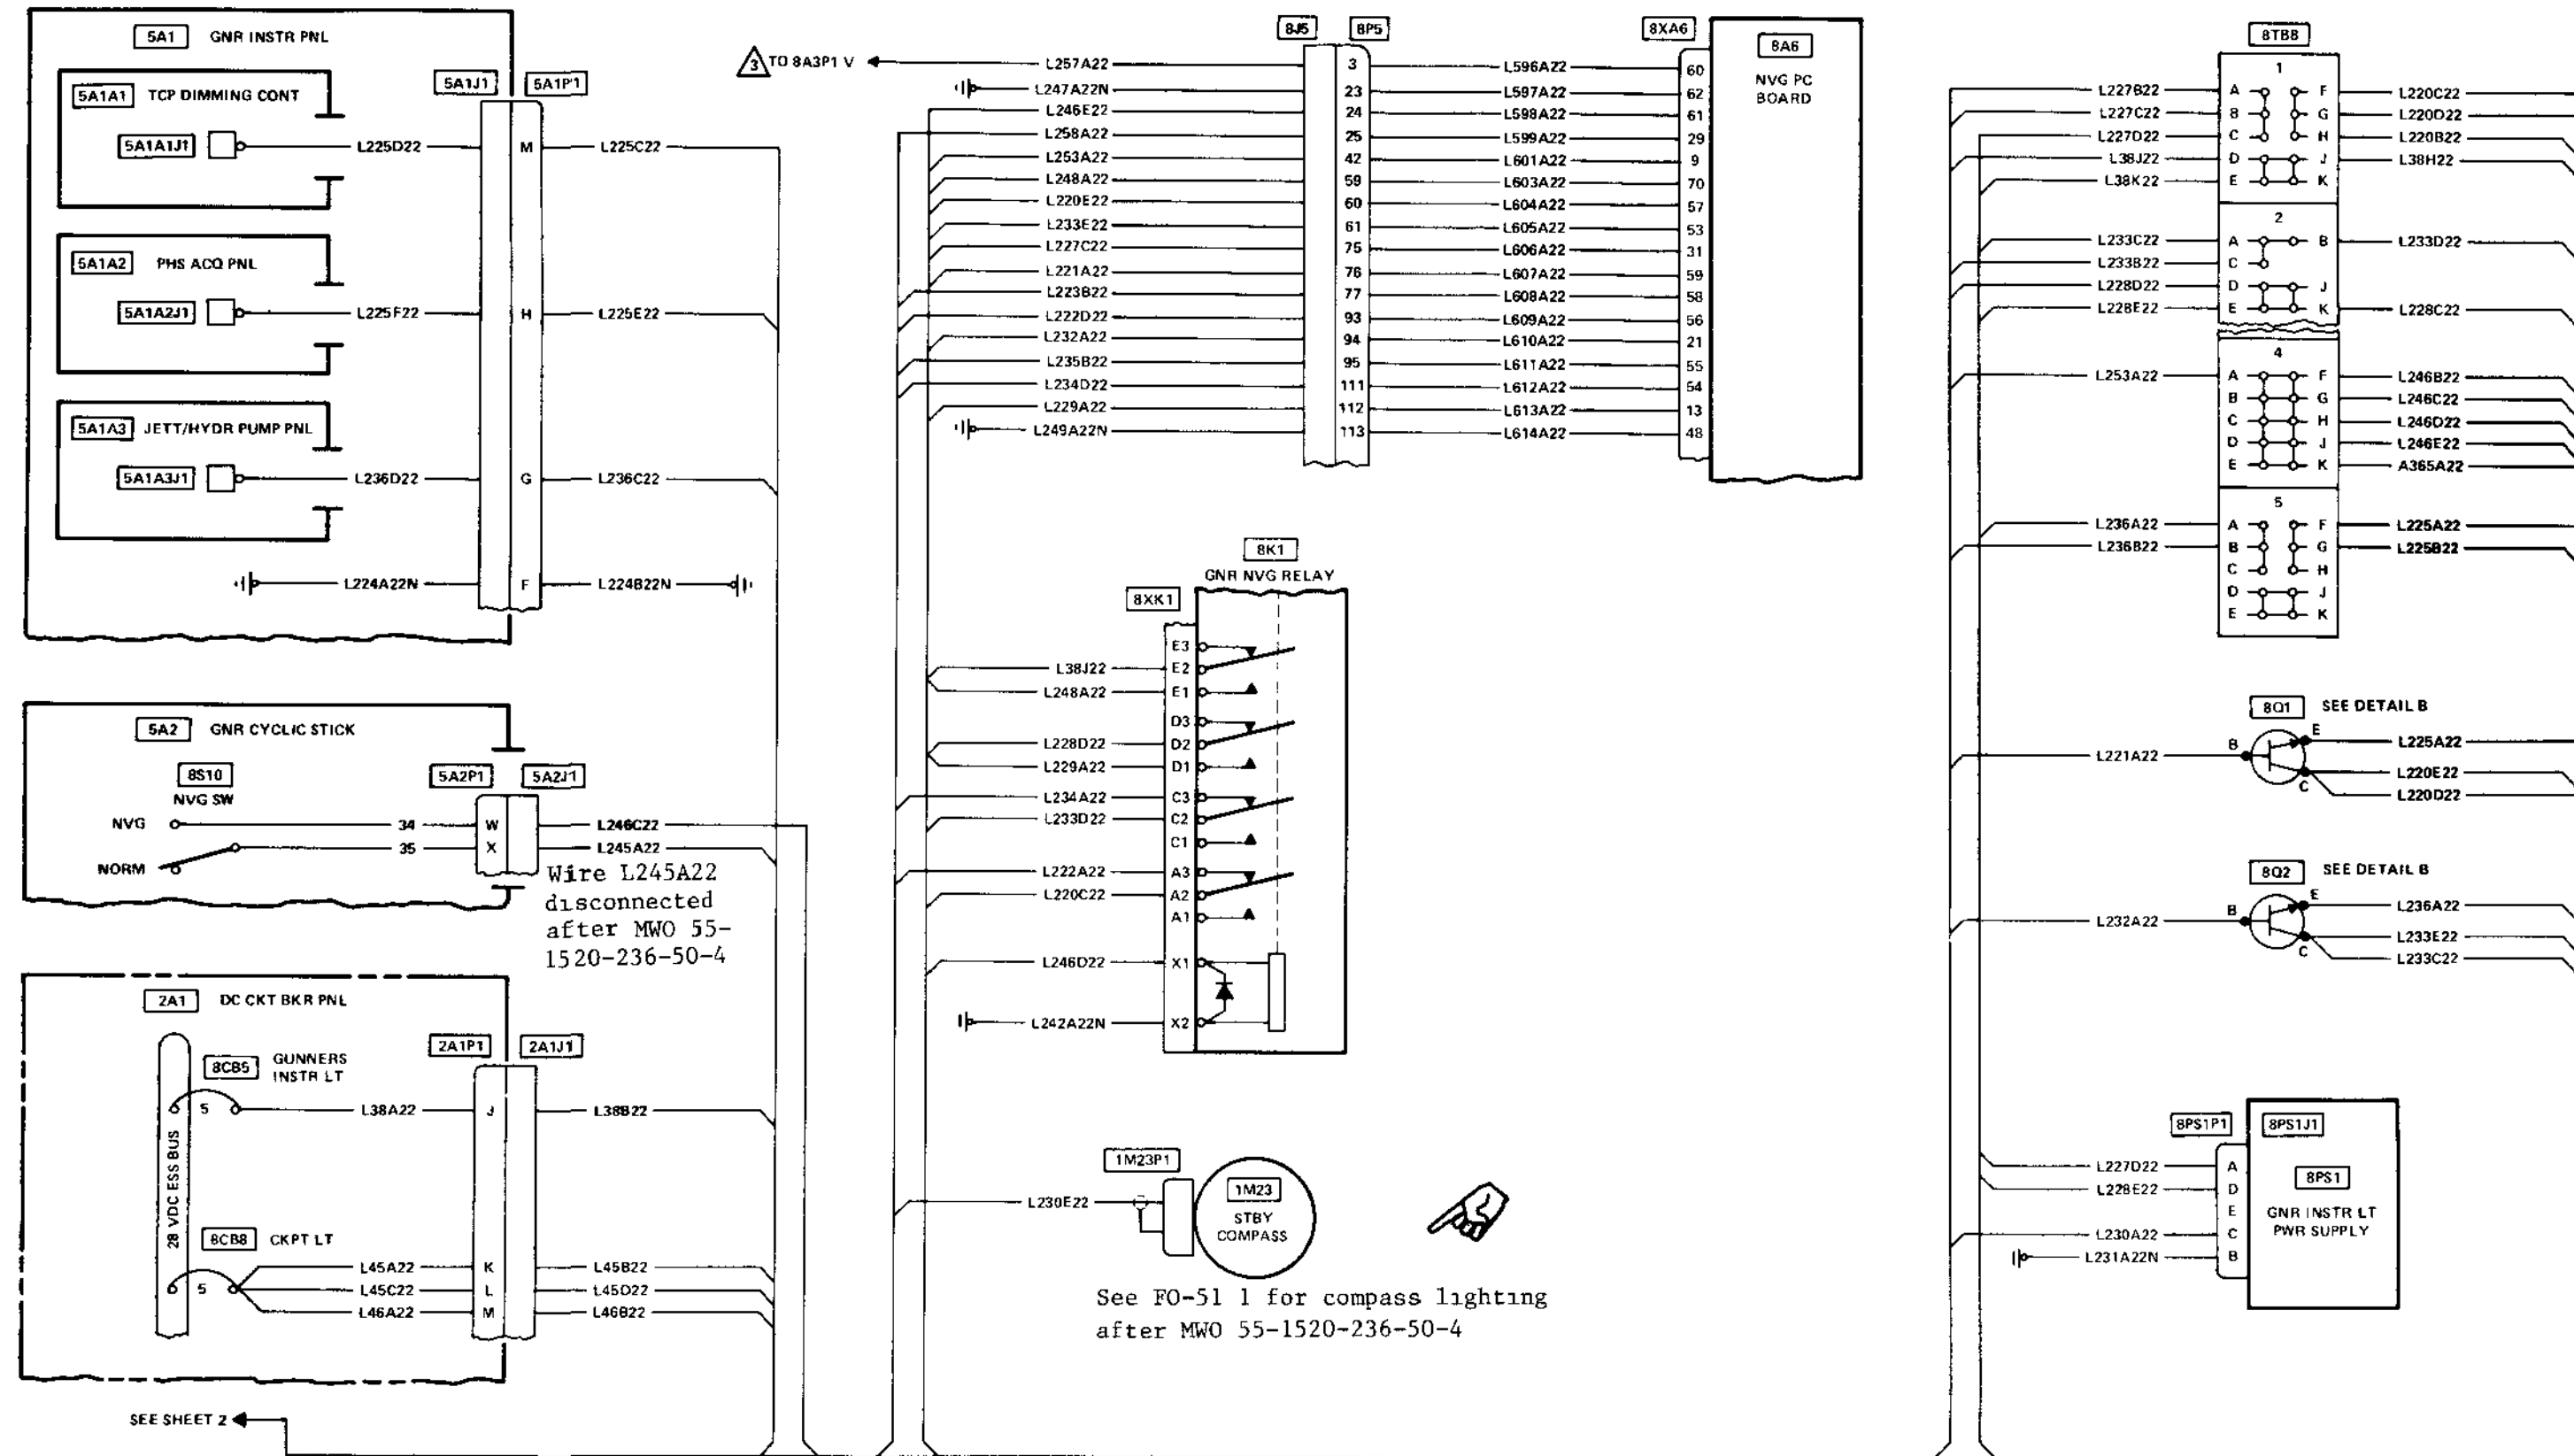 5A1 GNR INSTR PNL
5A1A1 TCP DIMMING CONT
5A1J1 5A1P1
5A1A1J1 L225D22 M L225C22
5A1A2 PHS ACQ PNL
5A1A2J1 L225F22 H L225E22
5A1A3 JETT/HYDR PUMP PNL
5A1A3J1 L236D22 G L236C22
L224A22N F L224B22N
5A2 GNR CYCLIC STICK
8S10
NVG SW
5A2P1 5A2J1
NVG 34 W L246C22
35 X L245A22
NORM
Wire L245A22
disconnected
after MWO 55-
1520-236-50-4
2A1 DC CKT BKR PNL
2A1P1 2A1J1
28 VDC ESS BUS
8CB5 GUNNERS
INSTR LT
5 L38A22 J L38B22
8CB8 CKPT LT
L45A22 K L45B22
5 L45C22 L L45D22
L46A22 M L46B22
SEE SHEET 2
8J5 8P5 8XA6
8A6
NVG PC
BOARD
3 TO 8A3P1 V L257A22 3 L596A22 60
L247A22N 23 L597A22 62
L246E22 24 L598A22 61
L258A22 25 L599A22 29
L253A22 42 L601A22 9
L248A22 59 L603A22 70
L220E22 60 L604A22 57
L233E22 61 L605A22 53
L227C22 75 L606A22 31
L221A22 76 L607A22 59
L223B22 77 L608A22 58
L222D22 93 L609A22 56
L232A22 94 L610A22 21
L235B22 95 L611A22 55
L234D22 111 L612A22 54
L229A22 112 L613A22 13
L249A22N 113 L614A22 48
8K1
GNR NVG RELAY
8XK1
E3
L38J22 E2
L248A22 E1
D3
L228D22 D2
L229A22 D1
L234A22 C3
L233D22 C2
C1
L222A22 A3
L220C22 A2
A1
L246D22 X1
L242A22N X2
1M23P1
L230E22
1M23
STBY
COMPASS
See FO-51 1 for compass lighting
after MWO 55-1520-236-50-4
8TB8
1
L227B22 A F L220C22
L227C22 B G L220D22
L227D22 C H L220B22
L38J22 D J L38H22
L38K22 E K
2
L233C22 A B L233D22
L233B22 C
L228D22 D J
L228E22 E K L228C22
4
L253A22 A F L246B22
B G L246C22
C H L246D22
D J L246E22
E K A365A22
5
L236A22 A F L225A22
L236B22 B G L225B22
C H
D J
E K
8Q1 SEE DETAIL B
E L225A22
L221A22 B
L220E22
C L220D22
8Q2 SEE DETAIL B
E L236A22
L232A22 B
L233E22
C L233C22
8PS1P1 8PS1J1
L227D22 A
L228E22 D
E
L230A22 C
L231A22N B
8PS1
GNR INSTR LT
PWR SUPPLY